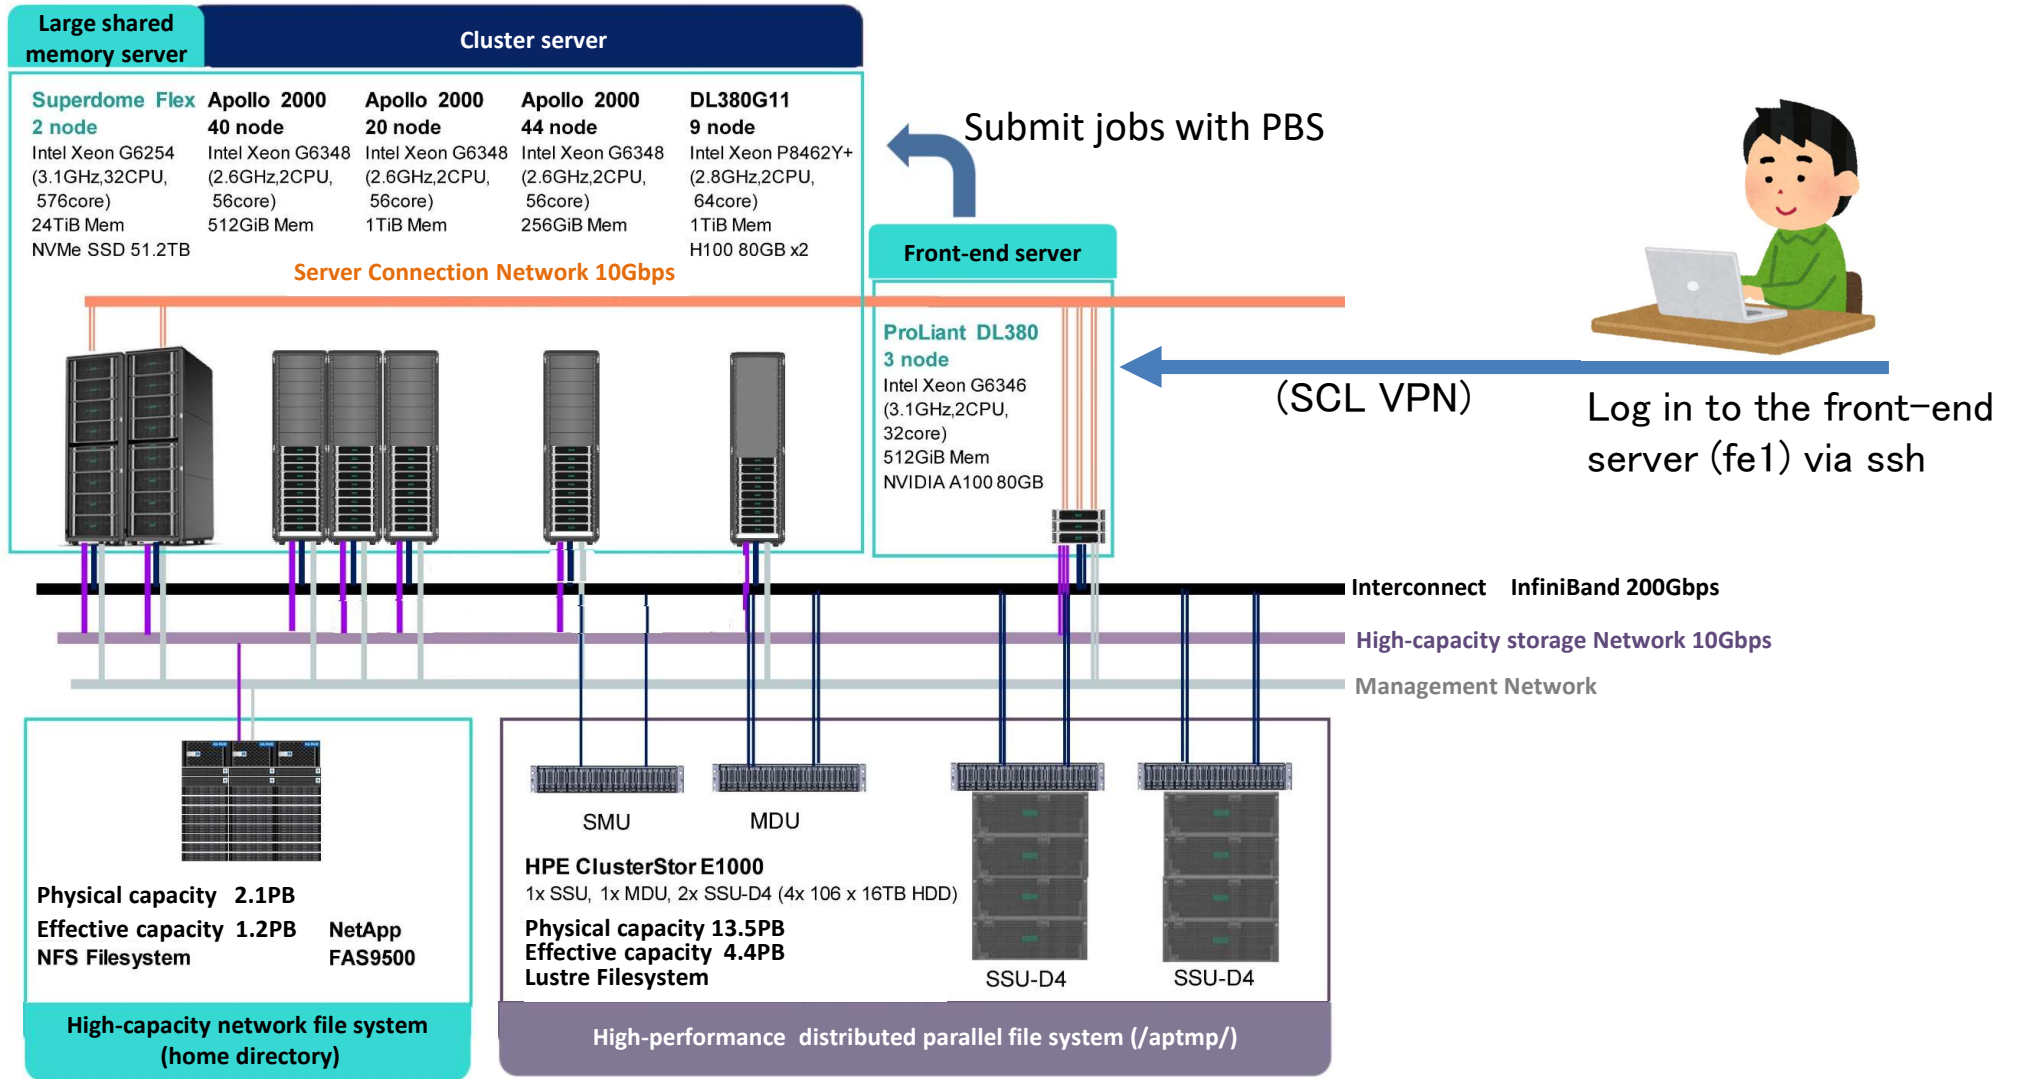 Large shared
memory server
Cluster server
Superdome Flex
2 node
Intel Xeon G6254
(3.1GHz,32CPU,
576core)
24TiB Mem
NVMe SSD 51.2TB
Apollo 2000
40 node
Intel Xeon G6348
(2.6GHz,2CPU,
56core)
512GiB Mem
Apollo 2000
20 node
Intel Xeon G6348
(2.6GHz,2CPU,
56core)
1TiB Mem
Apollo 2000
44 node
Intel Xeon G6348
(2.6GHz,2CPU,
56core)
256GiB Mem
DL380G11
9 node
Intel Xeon P8462Y+
(2.8GHz,2CPU,
64core)
1TiB Mem
H100 80GB x2
Server Connection Network 10Gbps
Submit jobs with PBS
Front-end server
ProLiant DL380
3 node
Intel Xeon G6346
(3.1GHz,2CPU,
32core)
512GiB Mem
NVIDIA A100 80GB
(SCL VPN)
Log in to the front-end
server (fe1) via ssh
Interconnect InfiniBand 200Gbps
High-capacity storage Network 10Gbps
Management Network
Physical capacity 2.1PB
Effective capacity 1.2PB
NFS Filesystem
NetApp
FAS9500
High-capacity network file system
(home directory)
SMU
MDU
HPE ClusterStor E1000
1x SSU, 1x MDU, 2x SSU-D4 (4x 106 x 16TB HDD)
Physical capacity 13.5PB
Effective capacity 4.4PB
Lustre Filesystem
SSU-D4
SSU-D4
High-performance distributed parallel file system (/aptmp/)